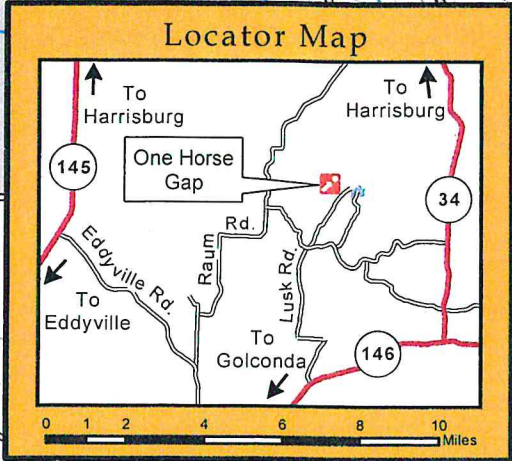 Locator Map
To
Harrisburg
To
Harrisburg
145
One Horse
Gap
34
Raum Rd.
Eddyville Rd.
Lusk Rd.
To
Eddyville
To
Golconda
146
0 1 2 4 6 8 10
Miles